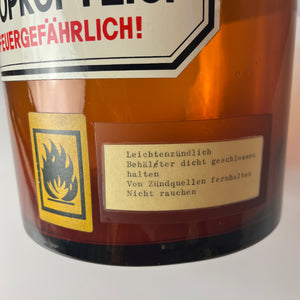 FEUERGEFÄHRLICH!
Leichtenzündlich
Behälter dicht geschlossen
halten
Von Zündquellen fernhalten
Nicht rauchen